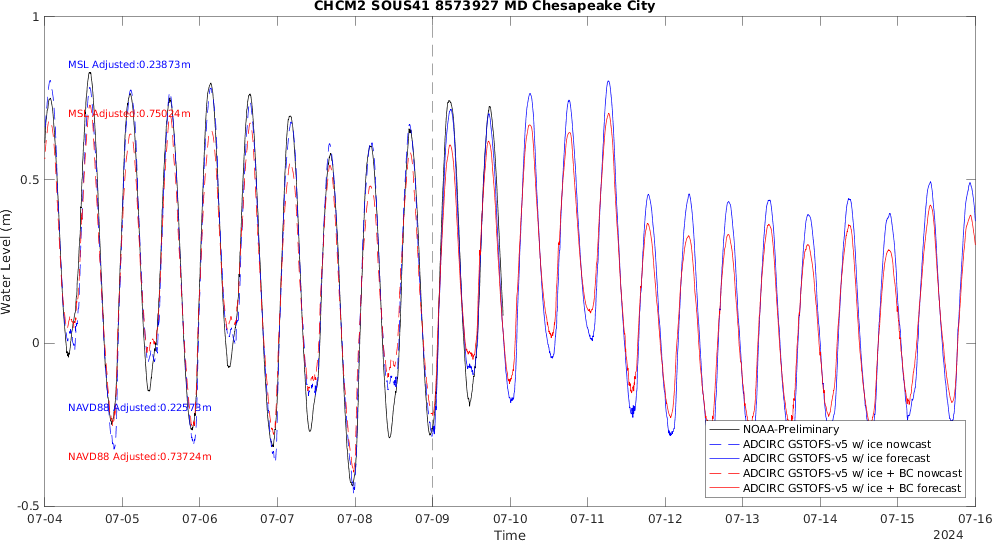 CHCM2 SOUS41 8573927 MD Chesapeake City
1
MSL Adjusted:0.23873m
MSL Adjusted:0.75024m
0.5
Water Level (m)
0
NAVD88 Adjusted:0.22573m
NAVD88 Adjusted:0.73724m
NOAA-Preliminary
ADCIRC GSTOFS-v5 w/ ice nowcast
ADCIRC GSTOFS-v5 w/ ice forecast
ADCIRC GSTOFS-v5 w/ ice + BC nowcast
ADCIRC GSTOFS-v5 w/ ice + BC forecast
-0.5
07-04 07-05 07-06 07-07 07-08 07-09 07-10 07-11 07-12 07-13 07-14 07-15 07-16
Time
2024